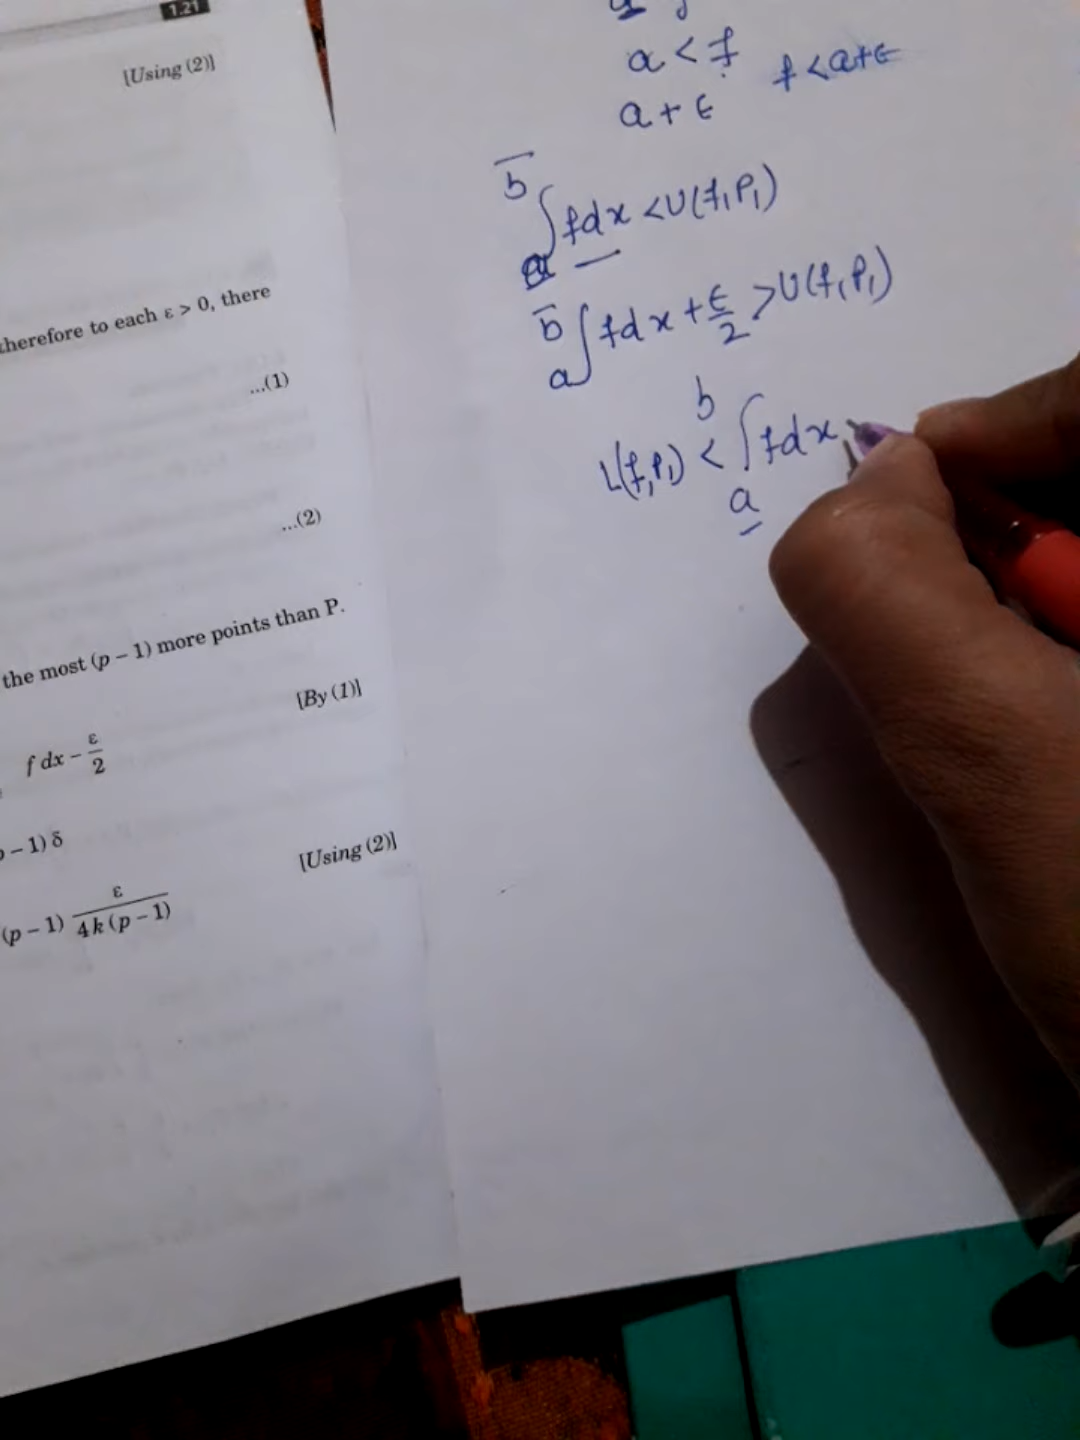 1.21
[Using (2)]
therefore to each ε > 0, there
...(1)
...(2)
the most (p – 1) more points than P.
[By (1)]
f dx – ε/2
– 1) δ
[Using (2)]
(p – 1) ε/4k (p – 1)
a < f
f < a+ε
a + ε
b̅
∫ f dx < U(f, P₁)
a
b̅
∫ f dx + ε/2 > U(f, P₁)
a
b
L(f, P₁) < ∫ f dx
a